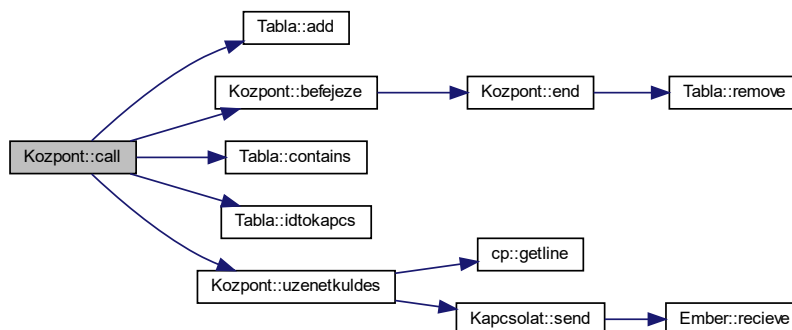 Tabla::add
Kozpont::befejeze
Kozpont::end
Tabla::remove
Kozpont::call
Tabla::contains
Tabla::idtokapcs
cp::getline
Kozpont::uzenetkuldes
Kapcsolat::send
Ember::recieve